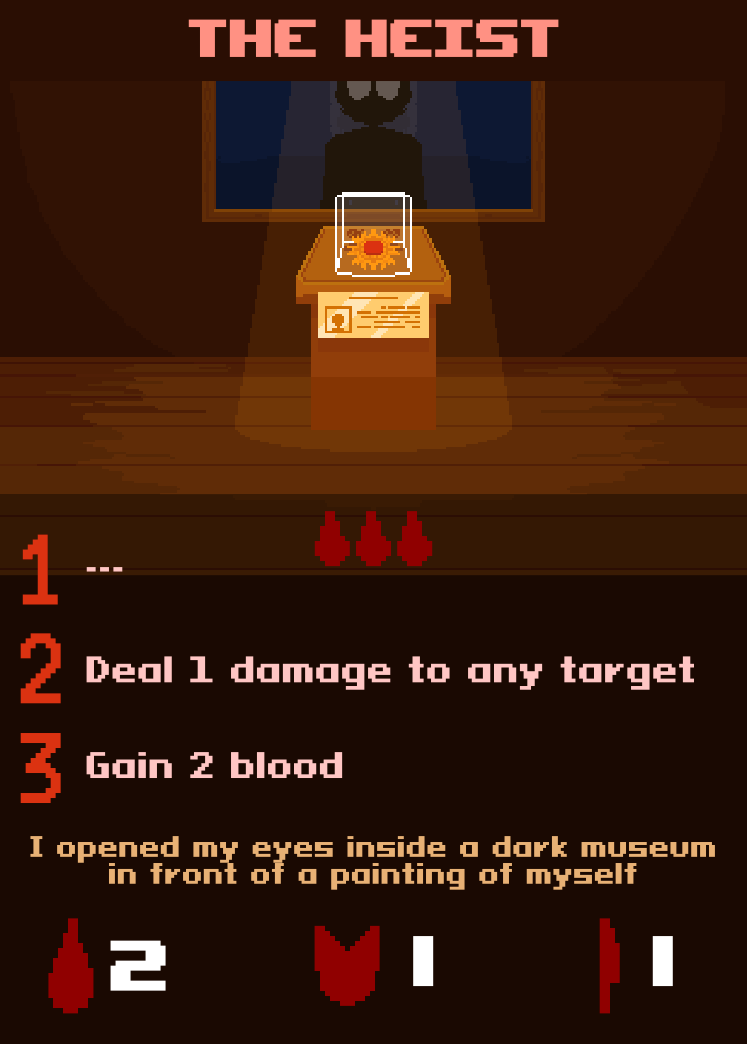 THE HEIST
1 ---
2 Deal 1 damage to any target
3 Gain 2 blood
I opened my eyes inside a dark museum
in front of a painting of myself
2 1 1